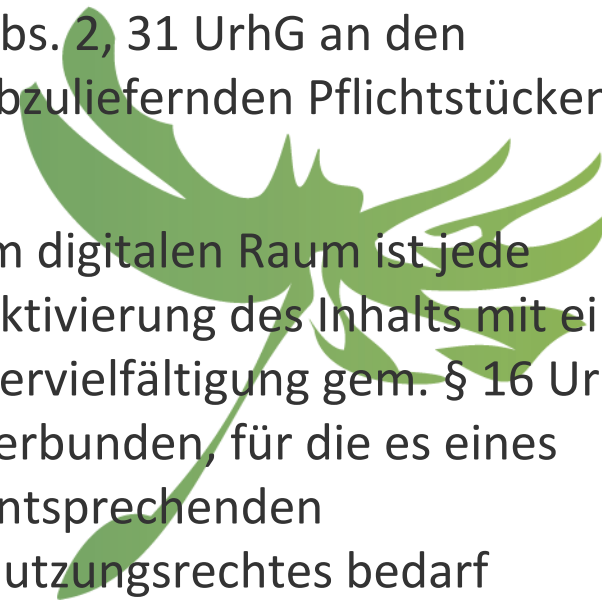 bs. 2, 31 UrhG an den
bzuliefernden Pflichtstücken
m digitalen Raum ist jede
ktivierung des Inhalts mit ei
ervielfältigung gem. § 16 Ur
erbunden, für die es eines
ntsprechenden
utzungsrechtes bedarf